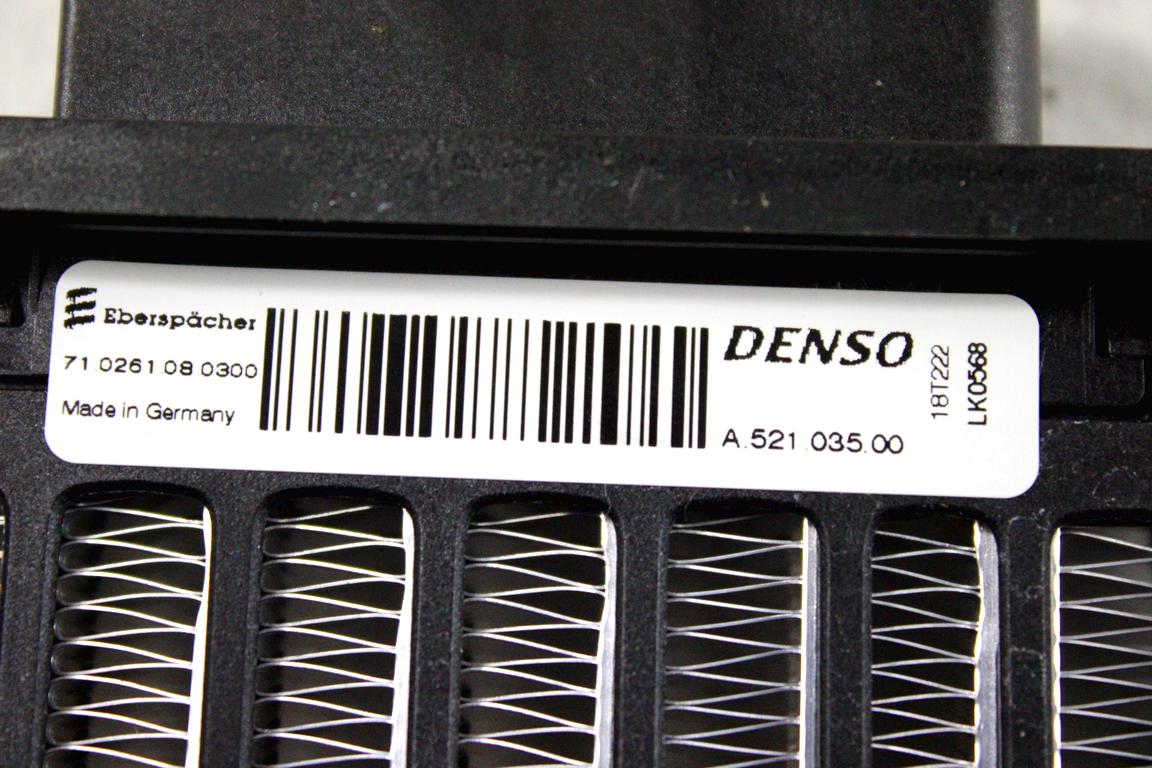 Eberspächer
71.0261.08.0300
Made in Germany
DENSO
A.521.035.00
18T222
LK0568